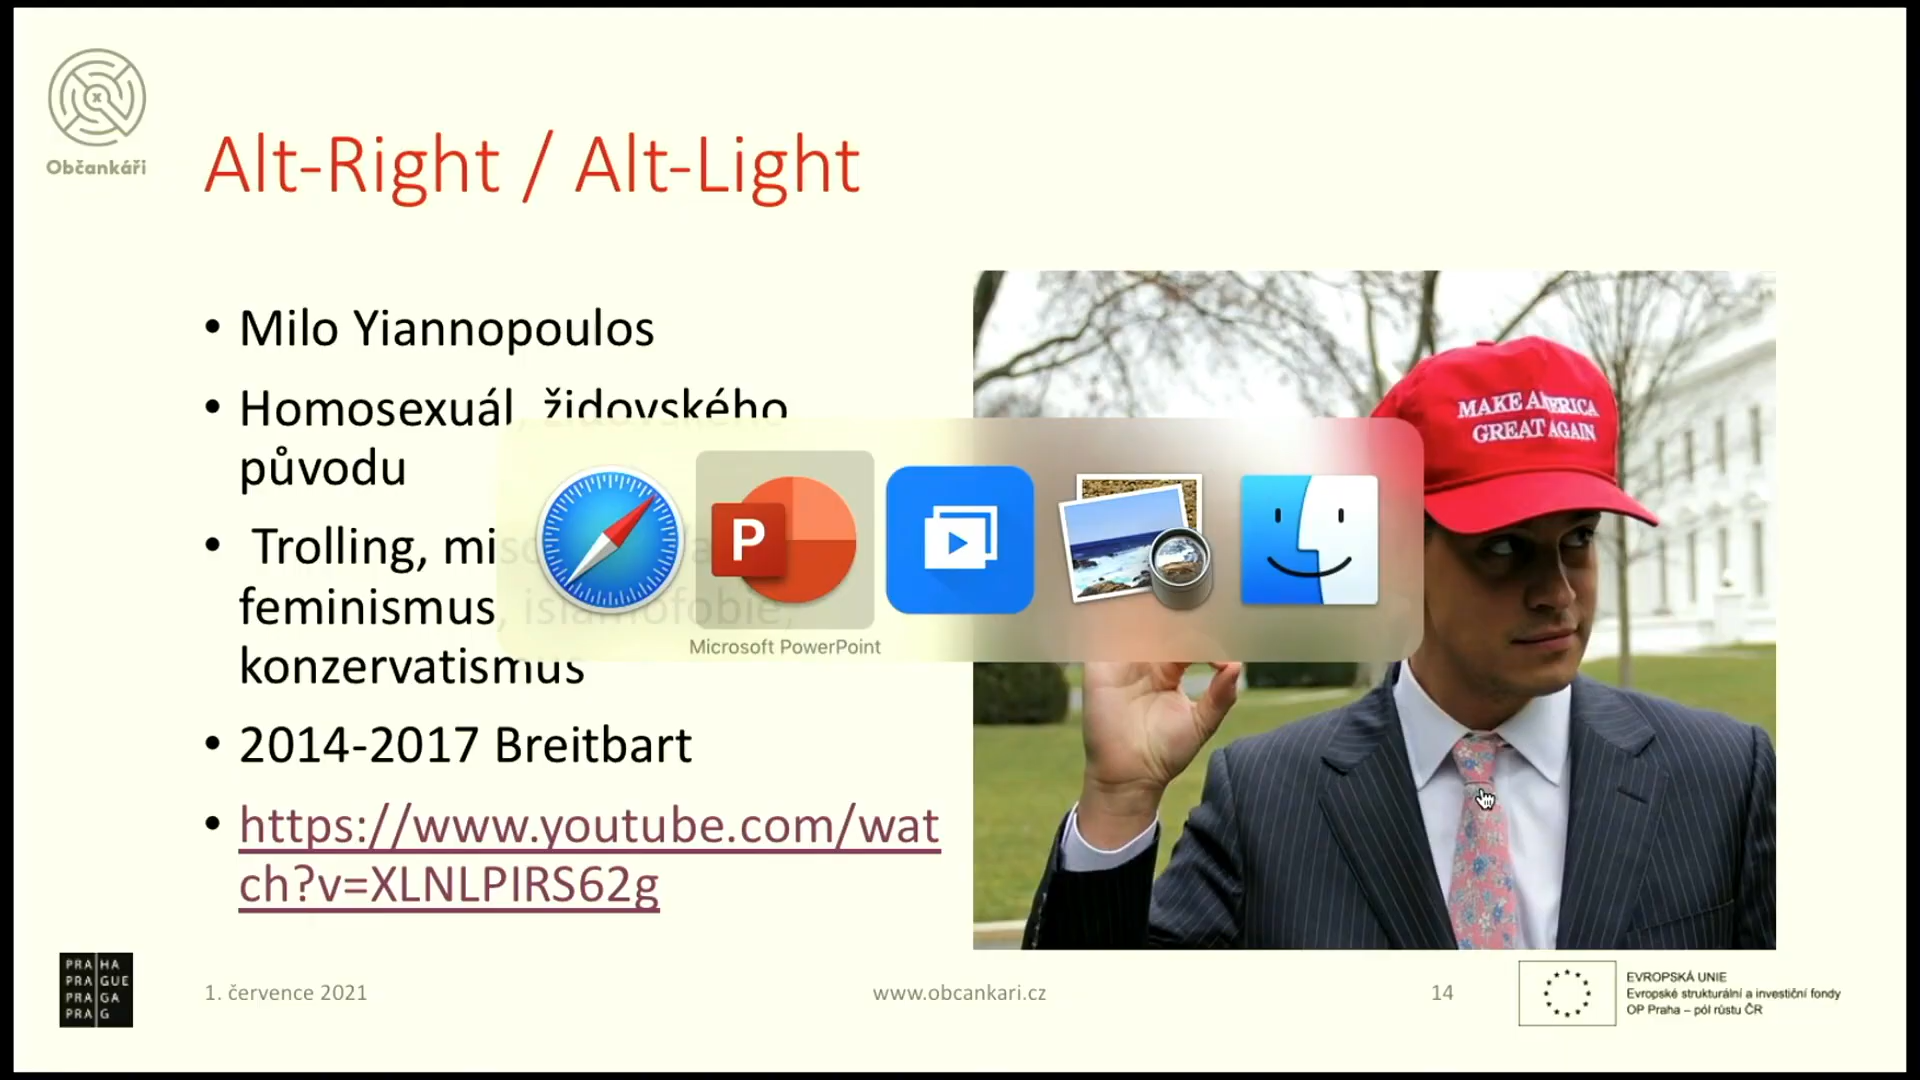 Občankáři
Alt-Right / Alt-Light
• Milo Yiannopoulos
• Homosexuál, židovského
původu
• Trolling,
feminismus, islamofobie,
konzervatismus
Microsoft PowerPoint
• 2014-2017 Breitbart
• https://www.youtube.com/wat
ch?v=XLNLPIRS62g
MAKE AMERICA
GREAT AGAIN
P
PRA HA
PRA GUE
PRA GA
PRA G
1. července 2021
www.obcankari.cz
14
EVROPSKÁ UNIE
Evropské strukturální a investiční fondy
OP Praha – pól růstu ČR